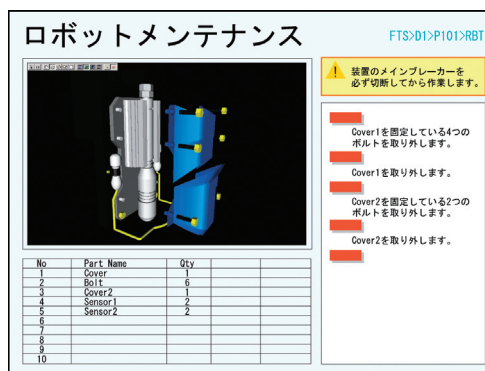 ロボットメンテナンス
FTS>D1>P101>RBT
装置のメインブレーカーを
必ず切断してから作業します。
Cover1を固定している4つの
ボルトを取り外します。
Cover1を取り外します。
Cover2を固定している2つの
ボルトを取り外します。
Cover2を取り外します。
No Part Name Qty
1 Cover 1
2 Bolt 6
3 Cover2 1
4 Sensor1 2
5 Sensor2 2
6
7
8
9
10